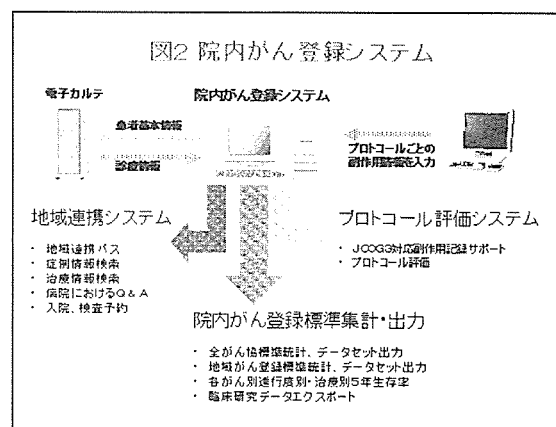 図2 院内がん登録システム
電子カルテ
院内がん登録システム
患者基本情報
診療情報
プロトコールごとの
副作用情報を入力
地域連携システム
・ 地域連携パス
・ 症例情報検索
・ 治療情報検索
・ 病院におけるQ&A
・ 入院、検査予約
プロトコール評価システム
・ JCOG対応副作用記録サポート
・ プロトコール評価
院内がん登録標準集計・出力
・ 全がん協標準統計、データセット出力
・ 地域がん登録標準統計、データセット出力
・ 各がん別進行度別・治療別5年生存率
・ 臨床研究データエクスポート